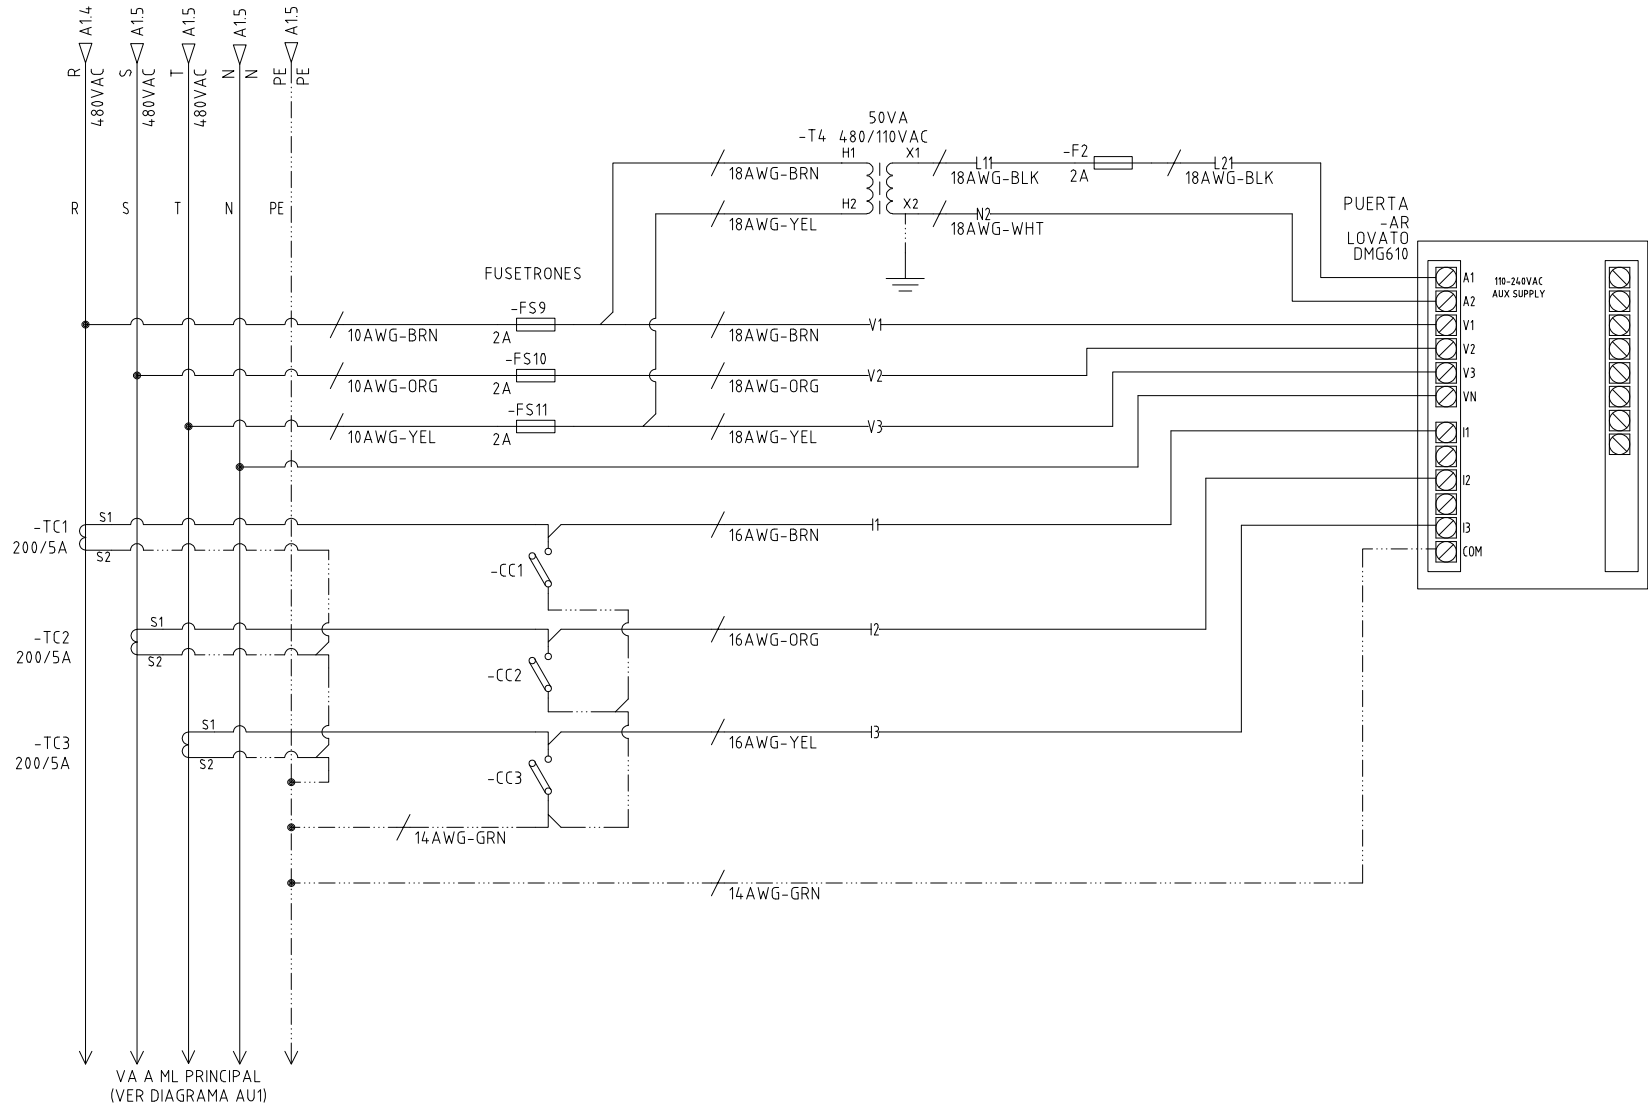 A1.4
A1.5
A1.5
A1.5
A1.5
R
480VAC
S
480VAC
T
480VAC
N
N
PE
PE
R
S
T
N
PE
50VA
-T4 480/110VAC
H1
X1
H2
X2
18AWG-BRN
18AWG-YEL
L11
18AWG-BLK
-F2
2A
L21
18AWG-BLK
N2
18AWG-WHT
PUERTA
-AR
LOVATO
DMG610
110-240VAC
AUX SUPPLY
A1
A2
V1
V2
V3
VN
I1
I2
I3
COM
FUSETRONES
10AWG-BRN
-FS9
2A
18AWG-BRN
V1
10AWG-ORG
-FS10
2A
18AWG-ORG
V2
10AWG-YEL
-FS11
2A
18AWG-YEL
V3
-TC1
200/5A
S1
S2
-CC1
16AWG-BRN
I1
-TC2
200/5A
S1
S2
-CC2
16AWG-ORG
I2
-TC3
200/5A
S1
S2
-CC3
16AWG-YEL
I3
14AWG-GRN
14AWG-GRN
VA A ML PRINCIPAL
(VER DIAGRAMA AU1)